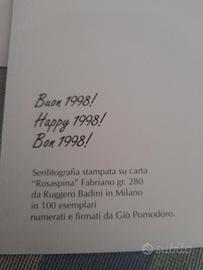 Buon 1998!
Happy 1998!
Bon 1998!
Serilitografia stampata su carta
"Rosaspina" Fabriano gr. 280
da Ruggero Badini in Milano
in 100 esemplari
numerati e firmati da Giò Pomodoro.
subito